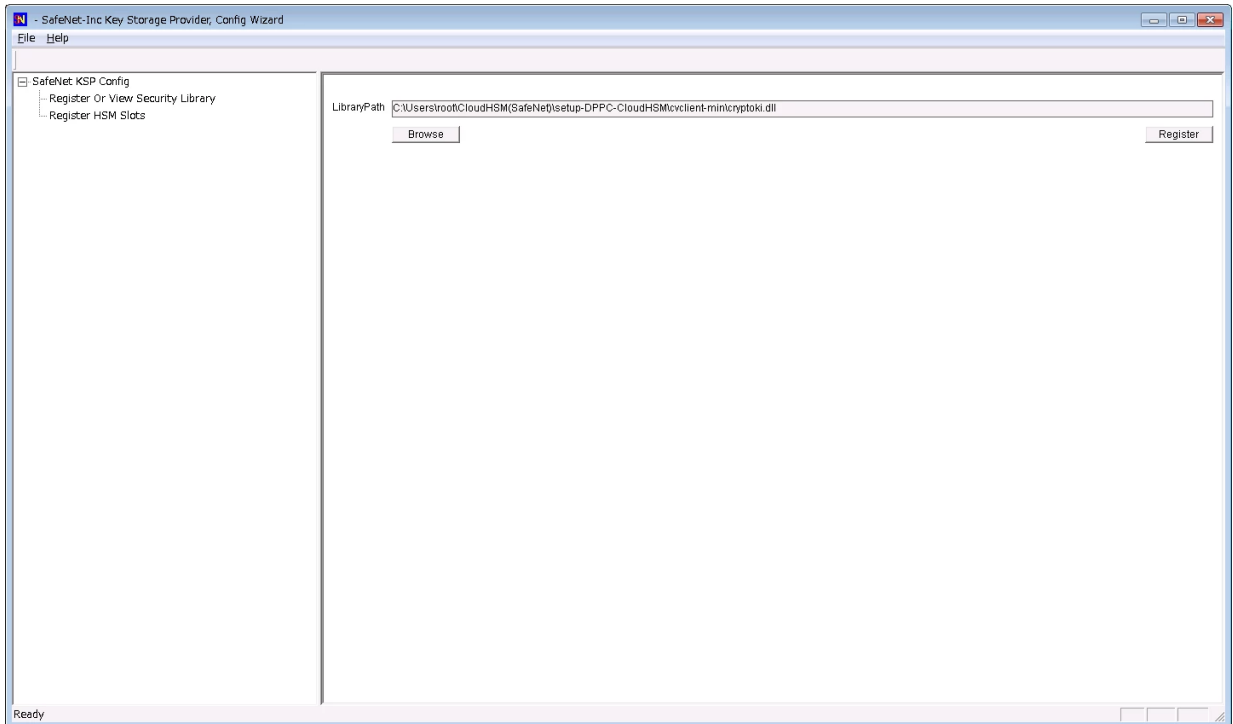 - SafeNet-Inc Key Storage Provider, Config Wizard
File Help
SafeNet KSP Config
Register Or View Security Library
Register HSM Slots
LibraryPath C:\Users\root\CloudHSM(SafeNet)\setup-DPPC-CloudHSM\cvclient-min\cryptoki.dll
Browse Register
Ready